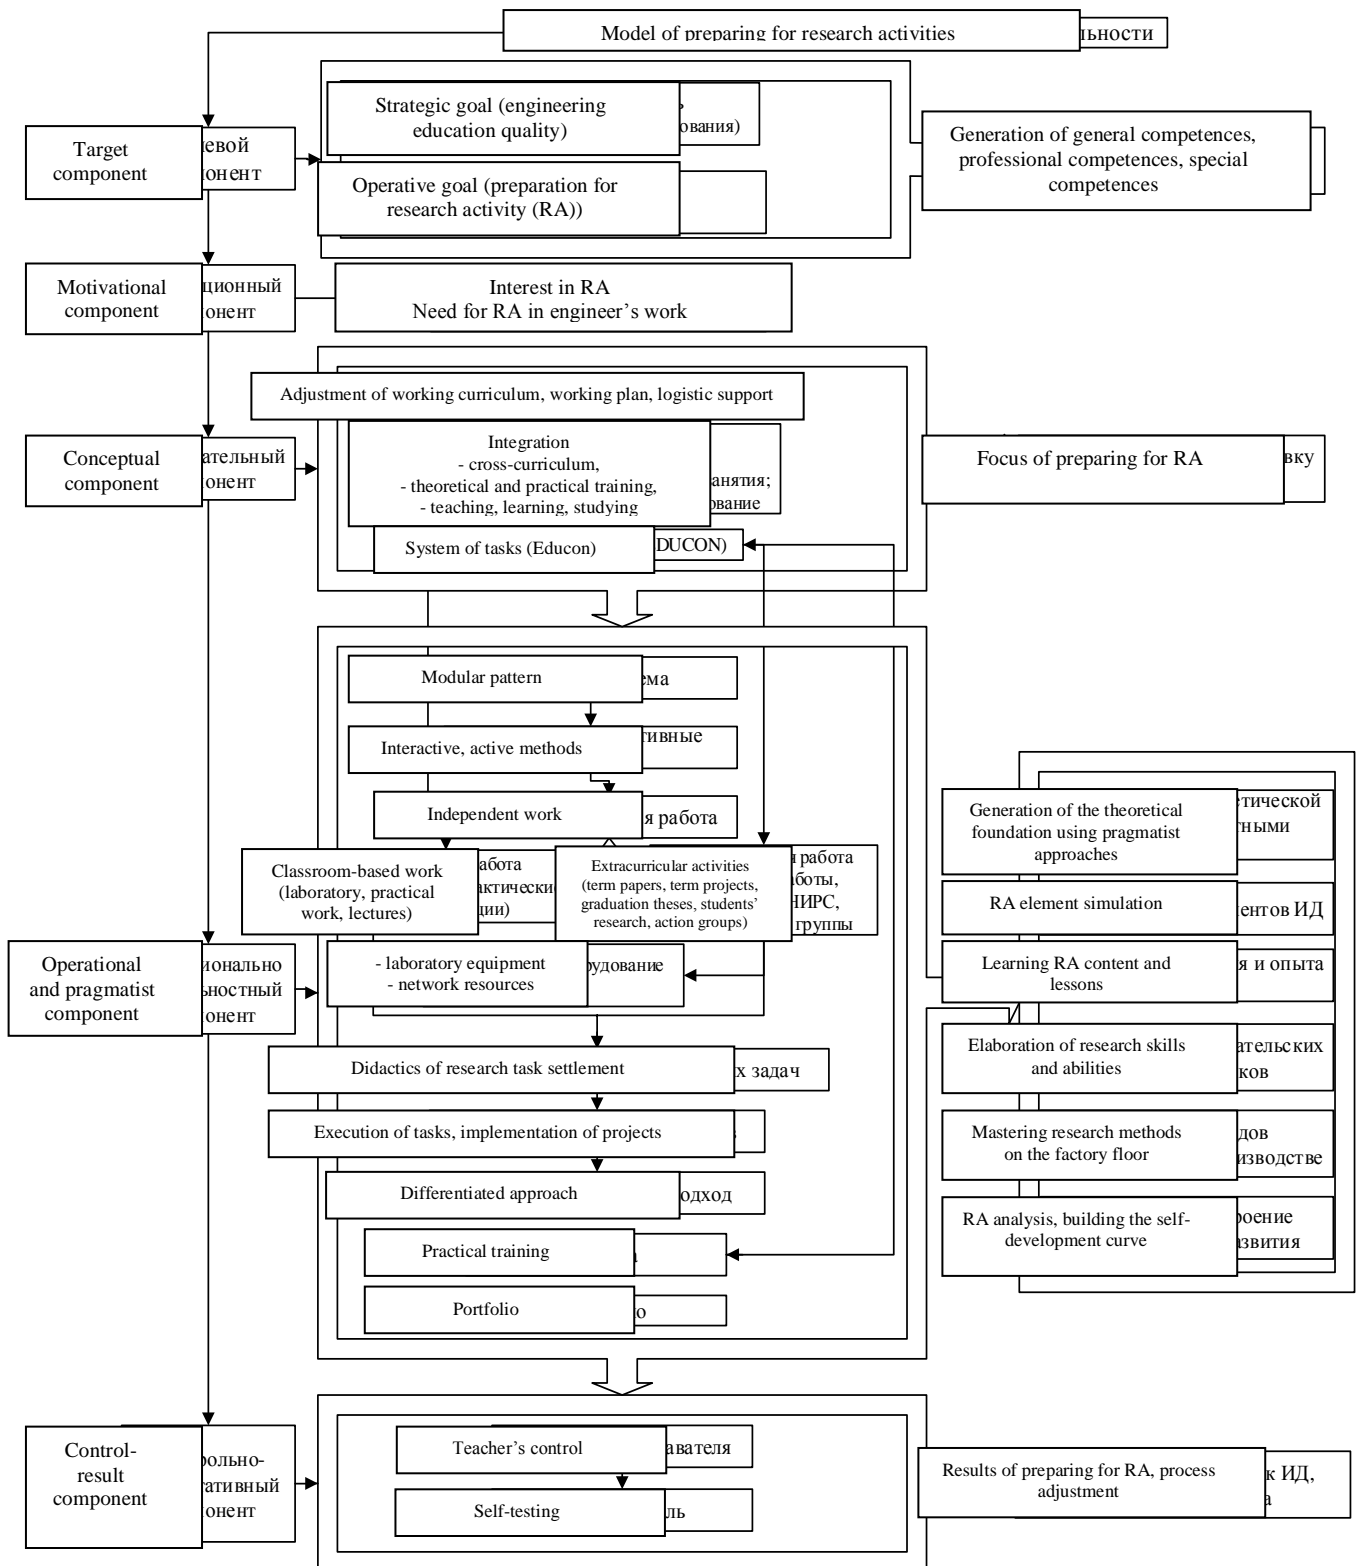 Model of preparing for research activities
льности
Strategic goal (engineering
education quality)
ования)
Target
component
левой
онент
Operative goal (preparation for
research activity (RA))
Generation of general competences,
professional competences, special
competences
Motivational
component
ционный
онент
Interest in RA
Need for RA in engineer’s work
Adjustment of working curriculum, working plan, logistic support
Conceptual
component
ательный
онент
Integration
- cross-curriculum,
- theoretical and practical training,
- teaching, learning, studying
анятия;
ование
System of tasks (Educon)
DUCON)
Focus of preparing for RA
вку
Modular pattern
ема
Interactive, active methods
тивные
Independent work
я работа
Classroom-based work
(laboratory, practical
work, lectures)
абота
актические
ции)
Extracurricular activities
(term papers, term projects,
graduation theses, students’
research, action groups)
я работа
аботы,
НИРС,
группы
Operational
and pragmatist
component
ионально
ьностный
онент
- laboratory equipment
- network resources
рудование
Didactics of research task settlement
х задач
Execution of tasks, implementation of projects
Differentiated approach
одход
Practical training
Portfolio
о
Generation of the theoretical
foundation using pragmatist
approaches
етической
тными
RA element simulation
ентов ИД
Learning RA content and
lessons
я и опыта
Elaboration of research skills
and abilities
ательских
ков
Mastering research methods
on the factory floor
дов
изводстве
RA analysis, building the self-
development curve
роение
азвития
Control-
result
component
рольно-
тативный
онент
Teacher’s control
авателя
Self-testing
ль
Results of preparing for RA, process
adjustment
к ИД,
а